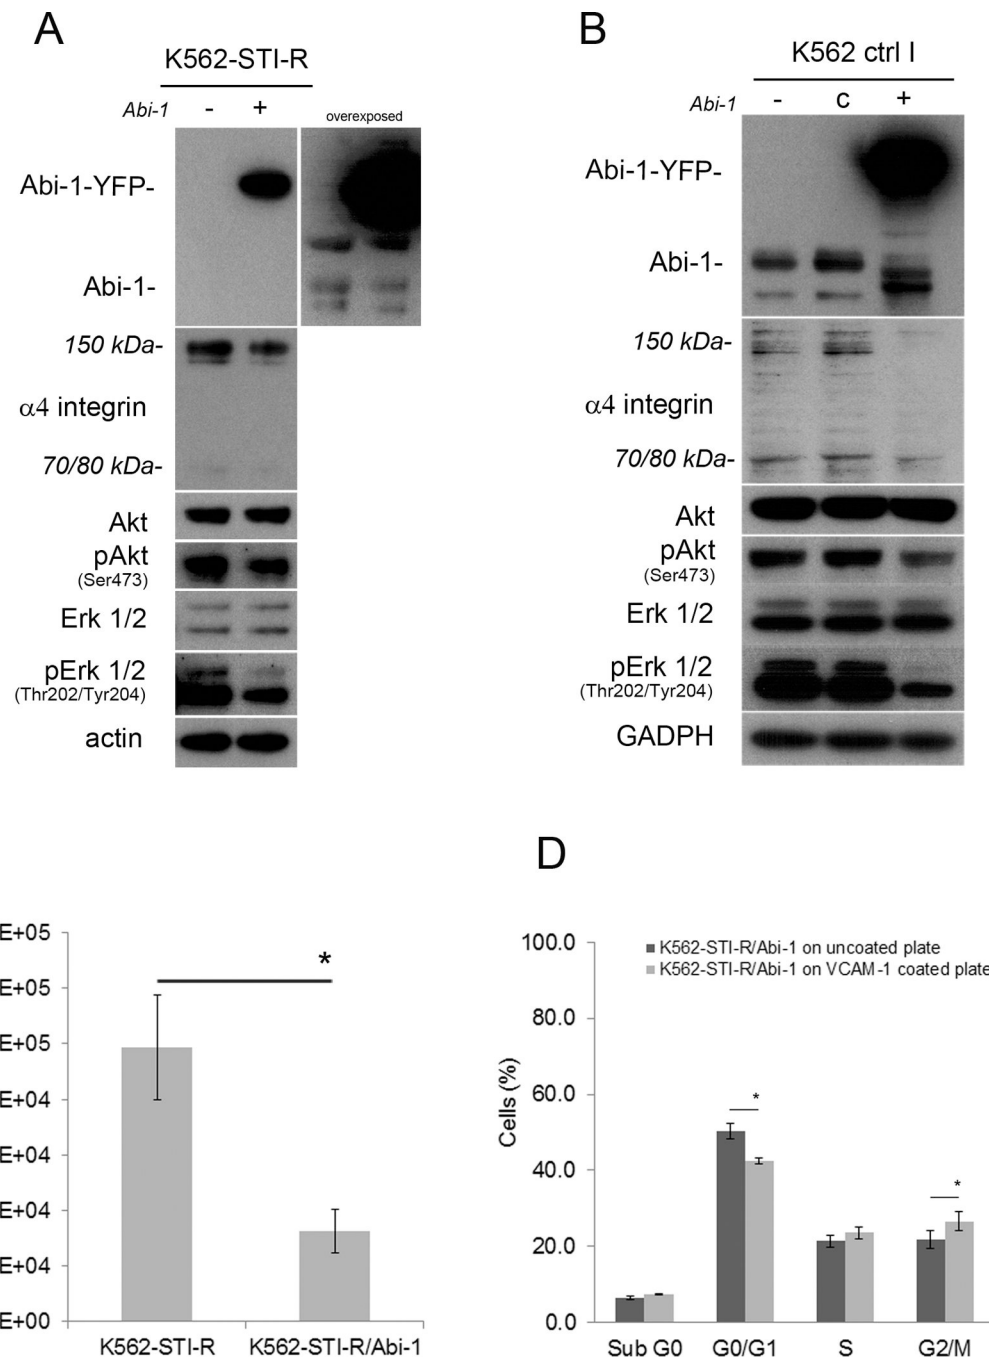 A
K562-STI-R
Abi-1 - +
overexposed
Abi-1-YFP-
Abi-1-
150 kDa-
α4 integrin
70/80 kDa-
Akt
pAkt
(Ser473)
Erk 1/2
pErk 1/2
(Thr202/Tyr204)
actin
B
K562 ctrl I
Abi-1 - c +
Abi-1-YFP-
Abi-1-
150 kDa-
α4 integrin
70/80 kDa-
Akt
pAkt
(Ser473)
Erk 1/2
pErk 1/2
(Thr202/Tyr204)
GADPH
E+05
E+05
E+05
E+04
E+04
E+04
E+04
E+00
*
K562-STI-R K562-STI-R/Abi-1
D
K562-STI-R/Abi-1 on uncoated plate
K562-STI-R/Abi-1 on VCAM-1 coated plate
Cells (%)
100.0
80.0
60.0
40.0
20.0
0.0
*
*
Sub G0 G0/G1 S G2/M